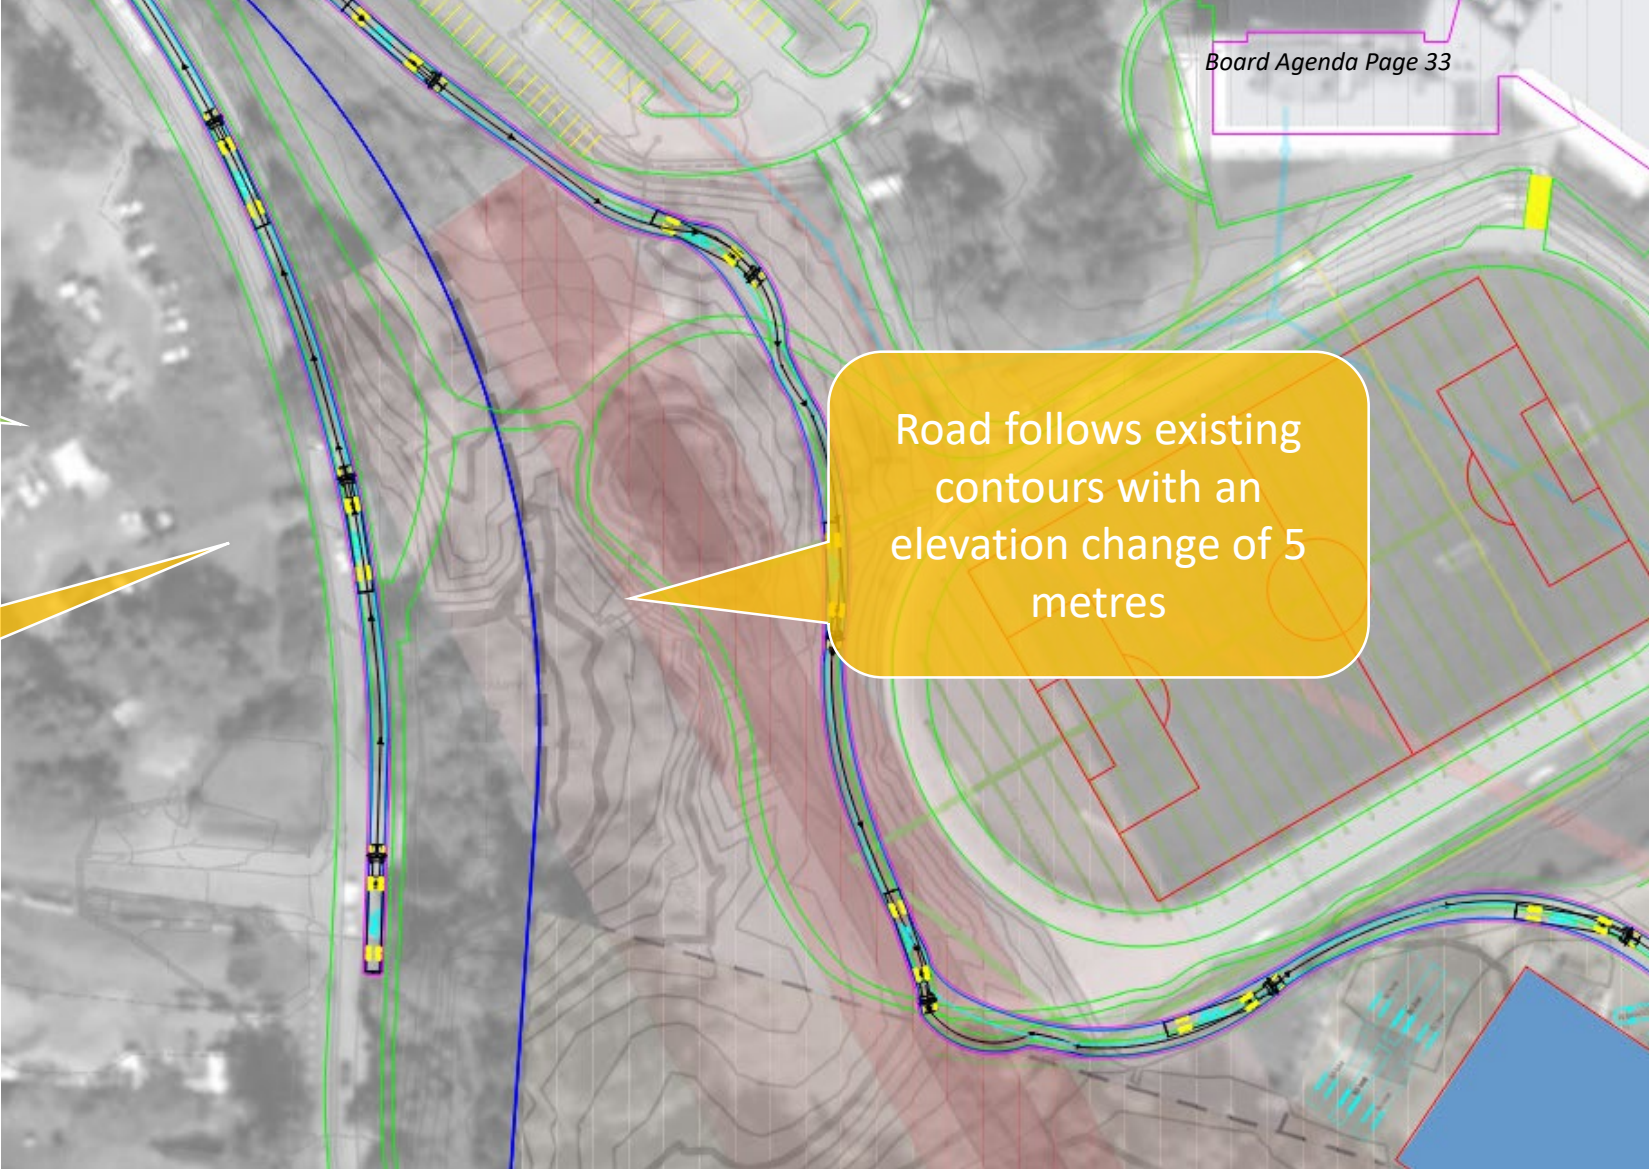 Board Agenda Page 33
Road follows existing
contours with an
elevation change of 5
metres